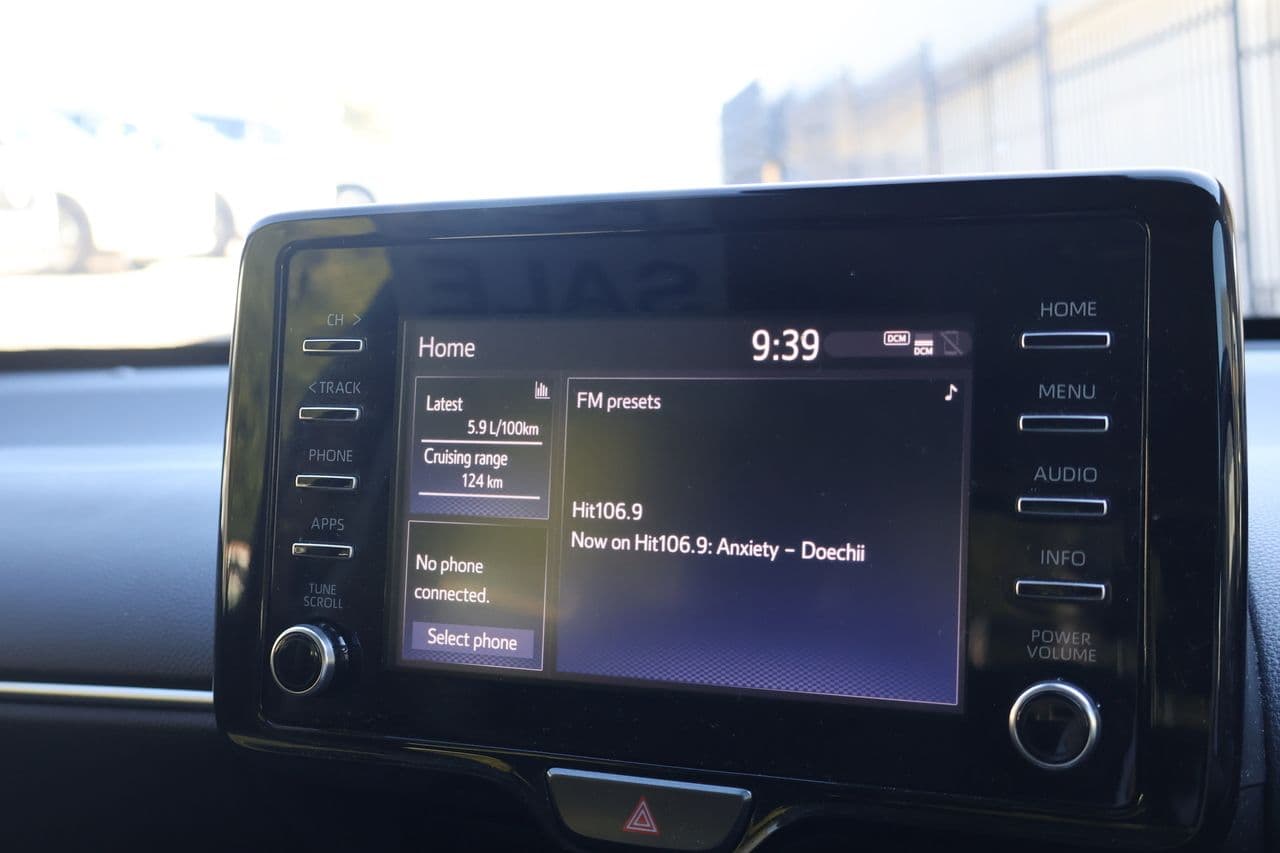 SALE
CH >
< TRACK
PHONE
APPS
TUNE
SCROLL
Home
9:39
DCM
DCM
Latest
5.9 L/100km
Cruising range
124 km
No phone
connected.
Select phone
FM presets
Hit106.9
Now on Hit106.9: Anxiety – Doechii
HOME
MENU
AUDIO
INFO
POWER
VOLUME